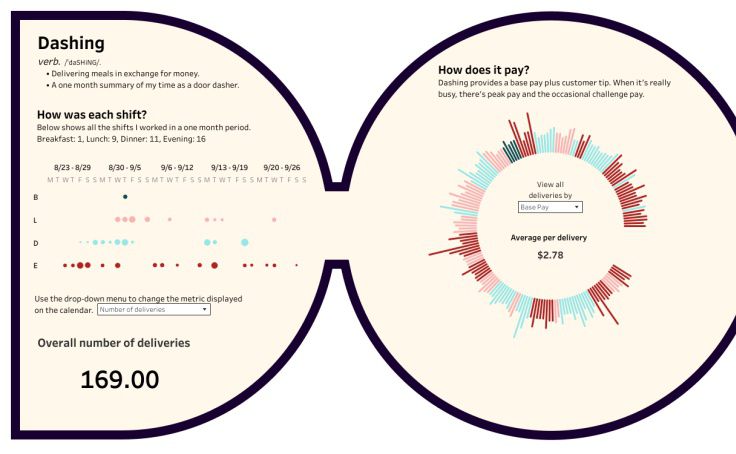 Dashing
verb. /'daSHiNG/.
• Delivering meals in exchange for money.
• A one month summary of my time as a door dasher.
How was each shift?
Below shows all the shifts I worked in a one month period.
Breakfast: 1, Lunch: 9, Dinner: 11, Evening: 16
8/23 - 8/29 8/30 - 9/5 9/6 - 9/12 9/13 - 9/19 9/20 - 9/26
M T W T F S S M T W T F S S M T W T F S S M T W T F S S M T W T F S S
B
L
D
E
Use the drop-down menu to change the metric displayed
on the calendar. Number of deliveries
Overall number of deliveries
169.00
How does it pay?
Dashing provides a base pay plus customer tip. When it's really
busy, there's peak pay and the occasional challenge pay.
View all
deliveries by
Base Pay
Average per delivery
$2.78